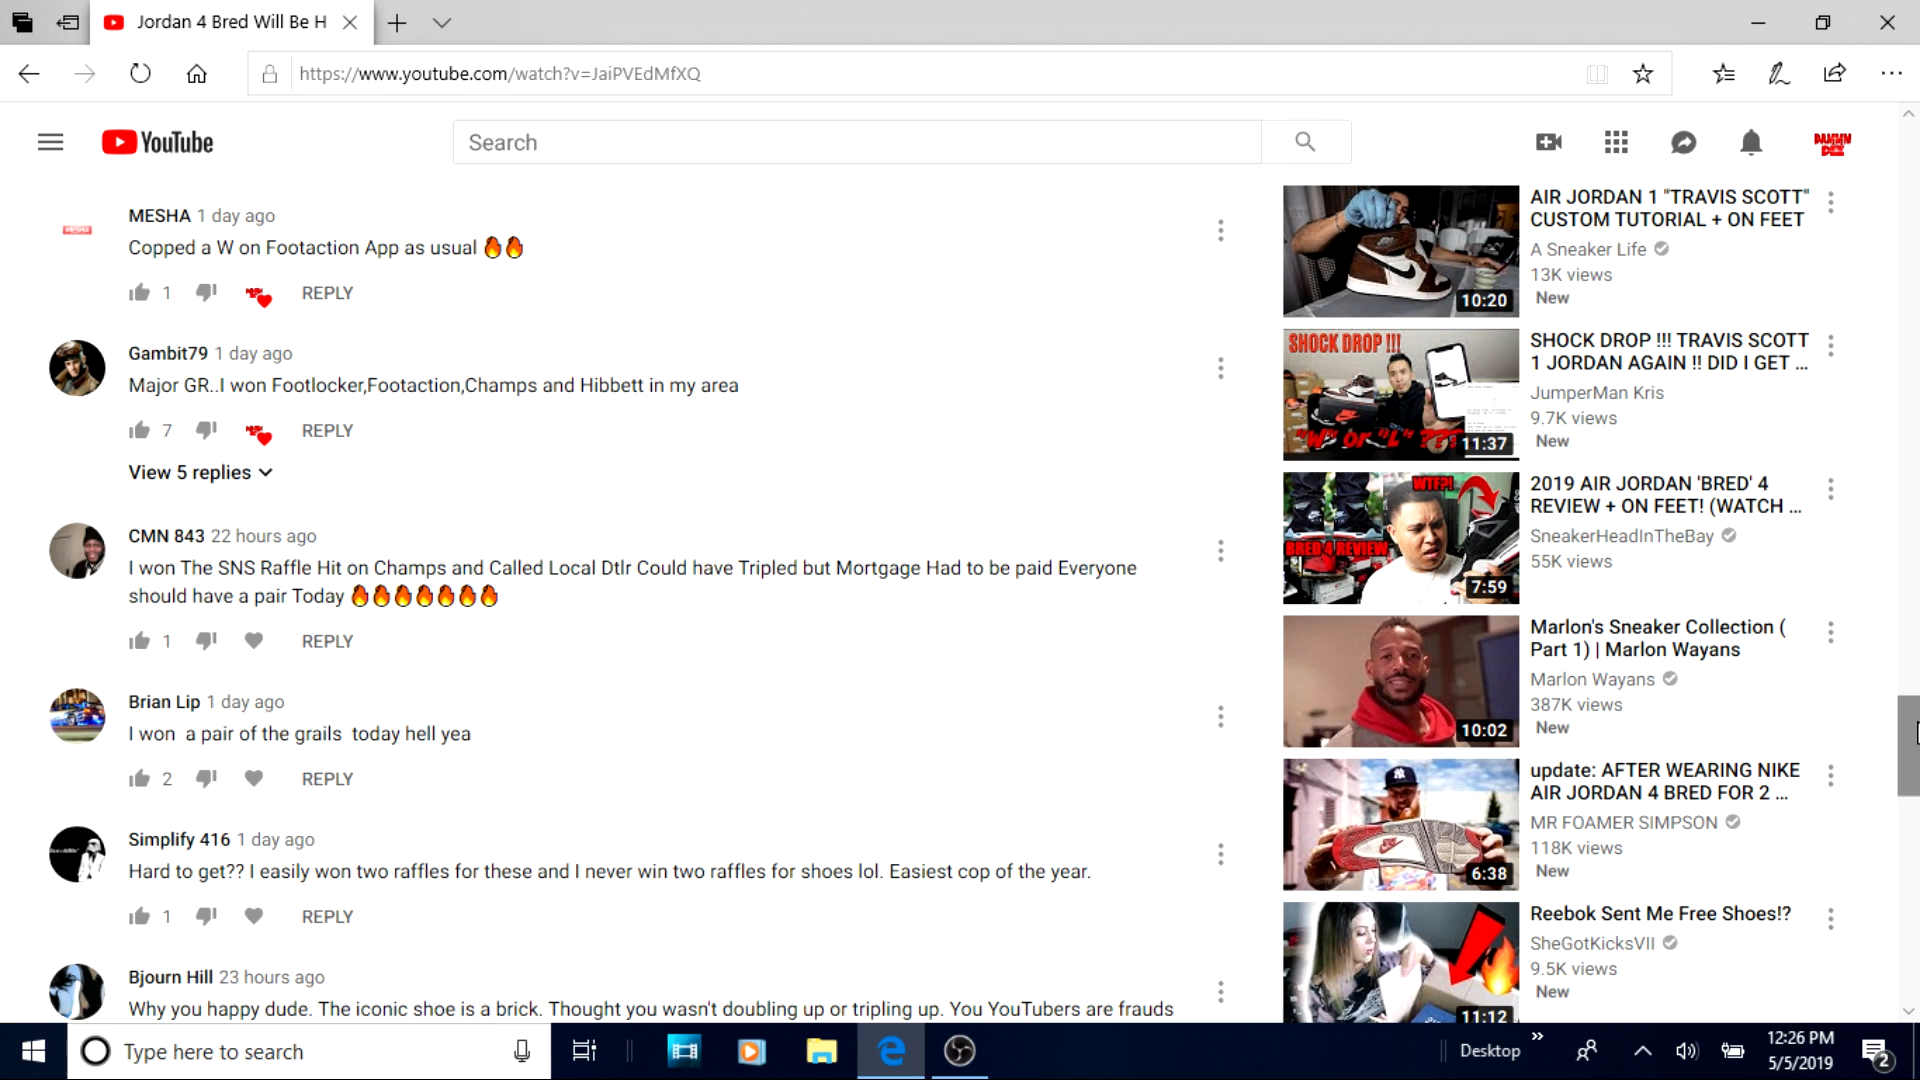 Jordan 4 Bred Will Be H
https://www.youtube.com/watch?v=JaiPVEdMfXQ
YouTube
Search
DAMMN
DEE
MESHA 1 day ago
Copped a W on Footaction App as usual 🔥🔥
1 REPLY
Gambit79 1 day ago
Major GR..I won Footlocker,Footaction,Champs and Hibbett in my area
7 REPLY
View 5 replies
CMN 843 22 hours ago
I won The SNS Raffle Hit on Champs and Called Local Dtlr Could have Tripled but Mortgage Had to be paid Everyone
should have a pair Today 🔥🔥🔥🔥🔥🔥🔥
1 REPLY
Brian Lip 1 day ago
I won a pair of the grails today hell yea
2 REPLY
Simplify 416 1 day ago
Hard to get?? I easily won two raffles for these and I never win two raffles for shoes lol. Easiest cop of the year.
1 REPLY
Bjourn Hill 23 hours ago
Why you happy dude. The iconic shoe is a brick. Thought you wasn't doubling up or tripling up. You YouTubers are frauds
10:20
AIR JORDAN 1 "TRAVIS SCOTT"
CUSTOM TUTORIAL + ON FEET
A Sneaker Life
13K views
New
SHOCK DROP !!!
"W" or "L" ???
11:37
SHOCK DROP !!! TRAVIS SCOTT
1 JORDAN AGAIN !! DID I GET ...
JumperMan Kris
9.7K views
New
WTF?!
BRED 4 REVIEW
7:59
2019 AIR JORDAN 'BRED' 4
REVIEW + ON FEET! (WATCH ...
SneakerHeadInTheBay
55K views
10:02
Marlon's Sneaker Collection (
Part 1) | Marlon Wayans
Marlon Wayans
387K views
New
6:38
update: AFTER WEARING NIKE
AIR JORDAN 4 BRED FOR 2 ...
MR FOAMER SIMPSON
118K views
New
11:12
Reebok Sent Me Free Shoes!?
SheGotKicksVII
9.5K views
New
Type here to search
Desktop
12:26 PM
5/5/2019
2